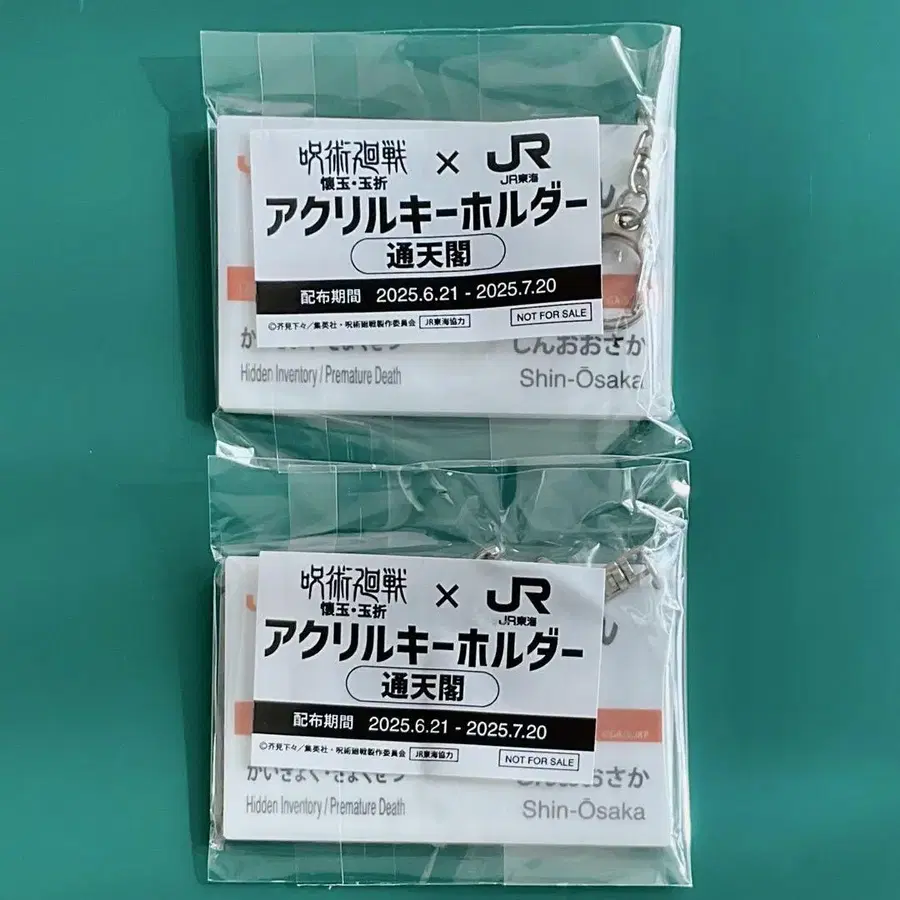 呪術廻戦 × JR
懐玉・玉折 JR東海
アクリルキーホルダー
通天閣
配布期間 2025.6.21 - 2025.7.20
©芥見下々/集英社・呪術廻戦製作委員会 JR東海協力 NOT FOR SALE
しんおおさか
Hidden Inventory / Premature Death Shin-Ōsaka
呪術廻戦 × JR
懐玉・玉折 JR東海
アクリルキーホルダー
通天閣
配布期間 2025.6.21 - 2025.7.20
©芥見下々/集英社・呪術廻戦製作委員会 JR東海協力 NOT FOR SALE
かいぎょく・ぎょくせつ しんおおさか
Hidden Inventory / Premature Death Shin-Ōsaka